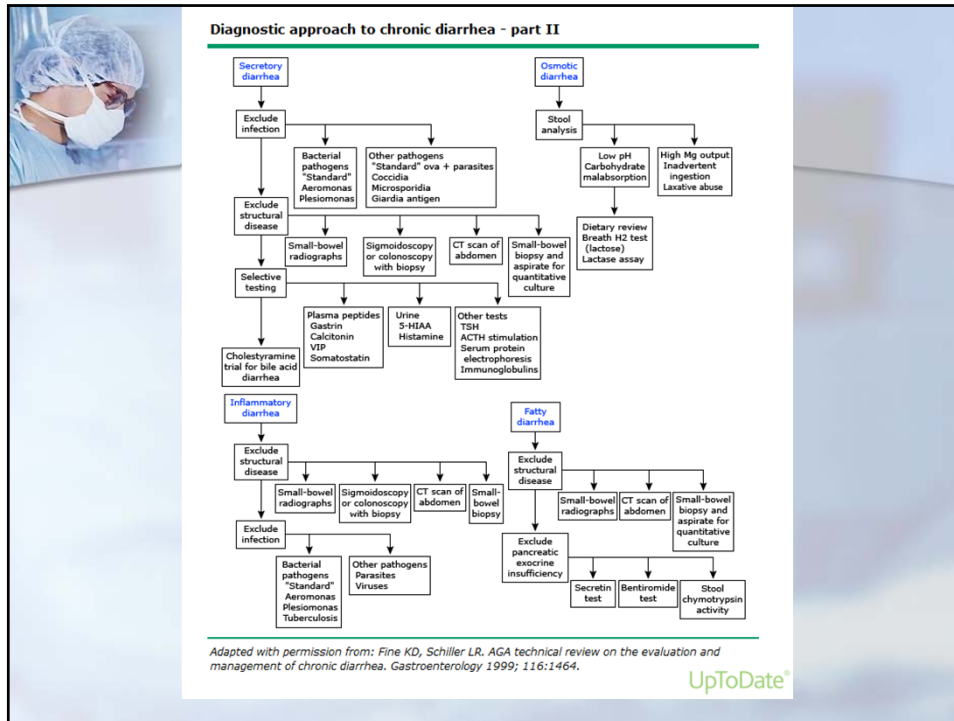 Diagnostic approach to chronic diarrhea - part II
Secretory
diarrhea
Exclude
infection
Bacterial
pathogens
"Standard"
Aeromonas
Plesiomonas
Other pathogens
"Standard" ova + parasites
Coccidia
Microsporidia
Giardia antigen
Exclude
structural
disease
Small-bowel
radiographs
Sigmoidoscopy
or colonoscopy
with biopsy
CT scan of
abdomen
Small-bowel
biopsy and
aspirate for
quantitative
culture
Selective
testing
Plasma peptides
Gastrin
Calcitonin
VIP
Somatostatin
Urine
5-HIAA
Histamine
Other tests
TSH
ACTH stimulation
Serum protein
electrophoresis
Immunoglobulins
Cholestyramine
trial for bile acid
diarrhea
Osmotic
diarrhea
Stool
analysis
Low pH
Carbohydrate
malabsorption
High Mg output
Inadvertent
ingestion
Laxative abuse
Dietary review
Breath H2 test
(lactose)
Lactase assay
Inflammatory
diarrhea
Exclude
structural
disease
Small-bowel
radiographs
Sigmoidoscopy
or colonoscopy
with biopsy
CT scan of
abdomen
Small-
bowel
biopsy
Exclude
infection
Bacterial
pathogens
"Standard"
Aeromonas
Plesiomonas
Tuberculosis
Other pathogens
Parasites
Viruses
Fatty
diarrhea
Exclude
structural
disease
Small-bowel
radiographs
CT scan of
abdomen
Small-bowel
biopsy and
aspirate for
quantitative
culture
Exclude
pancreatic
exocrine
insufficiency
Secretin
test
Bentiromide
test
Stool
chymotrypsin
activity
Adapted with permission from: Fine KD, Schiller LR. AGA technical review on the evaluation and
management of chronic diarrhea. Gastroenterology 1999; 116:1464.
UpToDate®